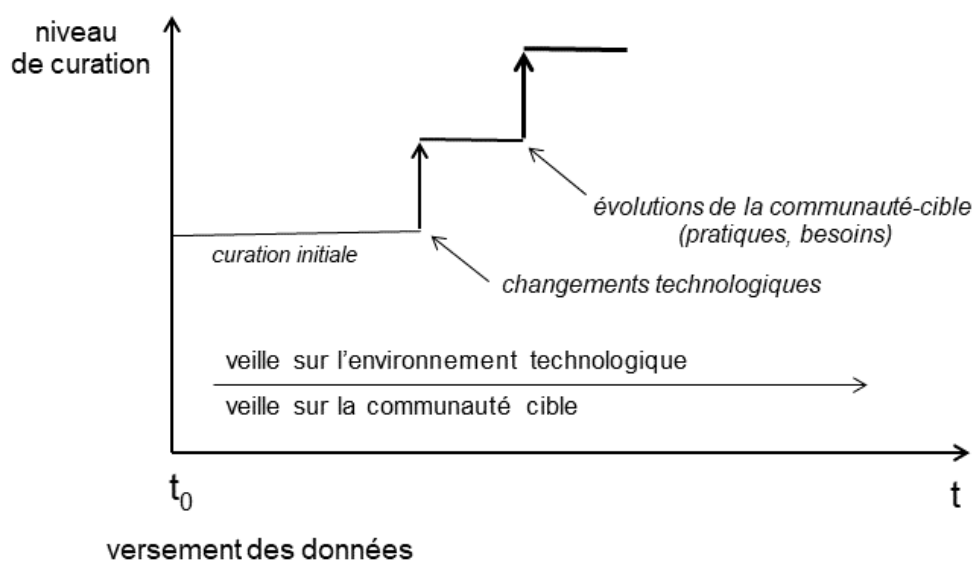 niveau
de curation
évolutions de la communauté-cible
(pratiques, besoins)
curation initiale
changements technologiques
veille sur l'environnement technologique
veille sur la communauté cible
t₀
t
versement des données